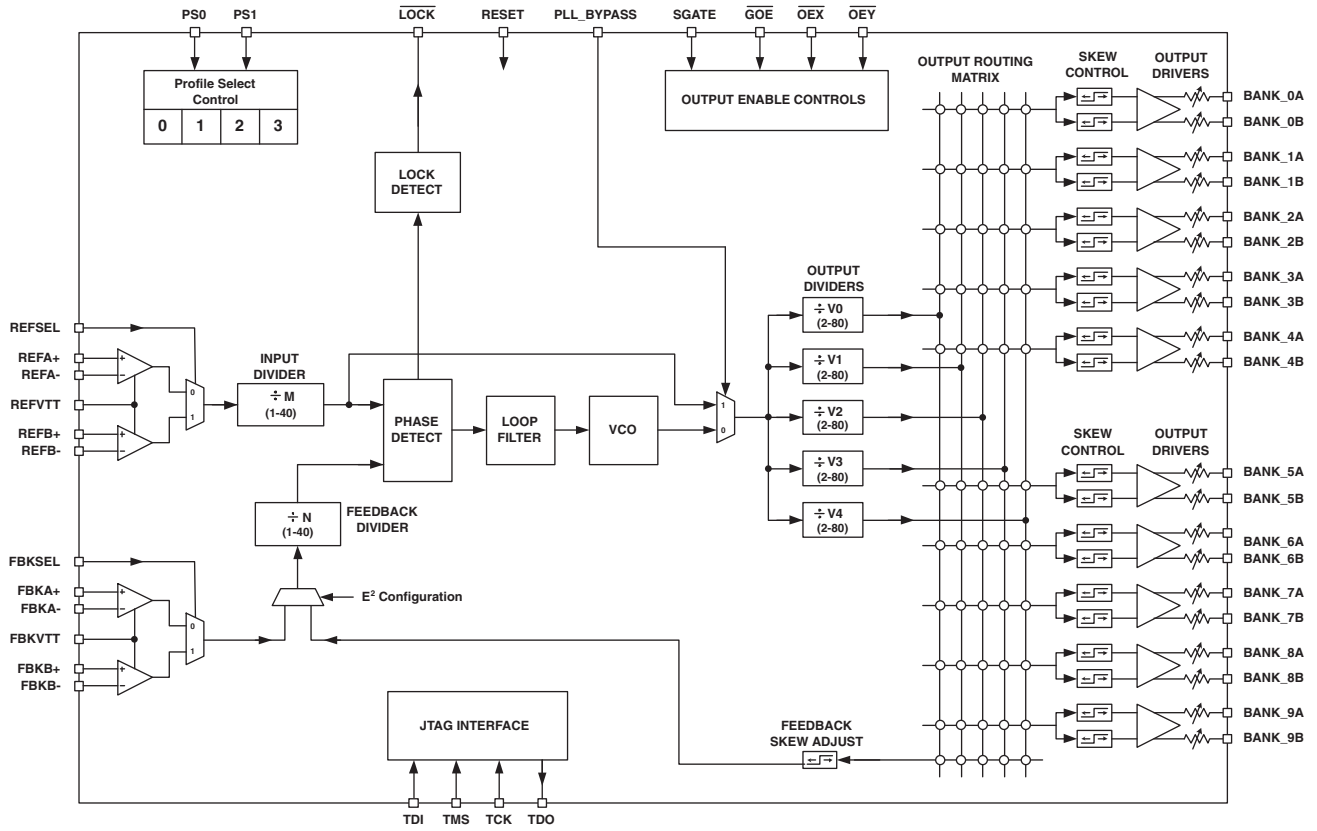 PS0 PS1 LOCK RESET PLL_BYPASS SGATE GOE OEX OEY
Profile Select
Control
0 1 2 3
OUTPUT ENABLE CONTROLS
OUTPUT ROUTING
MATRIX
SKEW
CONTROL
OUTPUT
DRIVERS
BANK_0A
BANK_0B
BANK_1A
BANK_1B
BANK_2A
BANK_2B
BANK_3A
BANK_3B
BANK_4A
BANK_4B
LOCK
DETECT
OUTPUT
DIVIDERS
÷ V0
(2-80)
÷ V1
(2-80)
÷ V2
(2-80)
÷ V3
(2-80)
÷ V4
(2-80)
REFSEL
REFA+
REFA-
REFVTT
REFB+
REFB-
+
–
+
–
0
1
INPUT
DIVIDER
÷ M
(1-40)
PHASE
DETECT
LOOP
FILTER
VCO
1
0
÷ N
(1-40)
FEEDBACK
DIVIDER
SKEW
CONTROL
OUTPUT
DRIVERS
BANK_5A
BANK_5B
BANK_6A
BANK_6B
BANK_7A
BANK_7B
BANK_8A
BANK_8B
BANK_9A
BANK_9B
FBKSEL
FBKA+
FBKA-
FBKVTT
FBKB+
FBKB-
+
–
+
–
0
1
E² Configuration
JTAG INTERFACE
FEEDBACK
SKEW ADJUST
TDI TMS TCK TDO